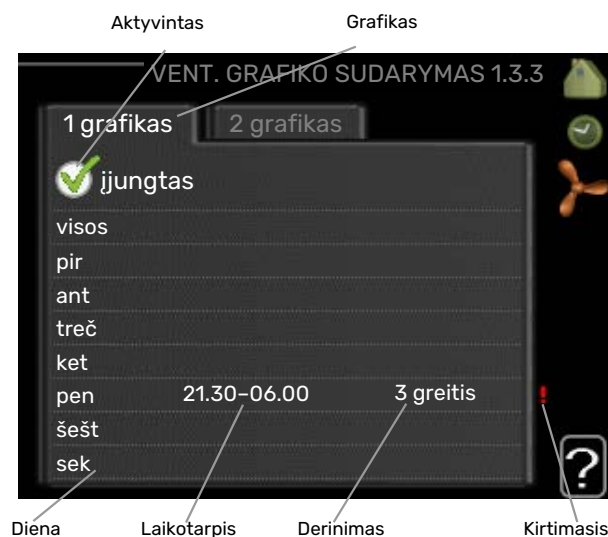 Aktyvintas Grafikas
VENT. GRAFIKO SUDARYMAS 1.3.3
1 grafikas 2 grafikas
įjungtas
visos
pir
ant
treč
ket
pen 21.30–06.00 3 greitis !
šešt
sek ?
Diena Laikotarpis Derinimas Kirtimasis